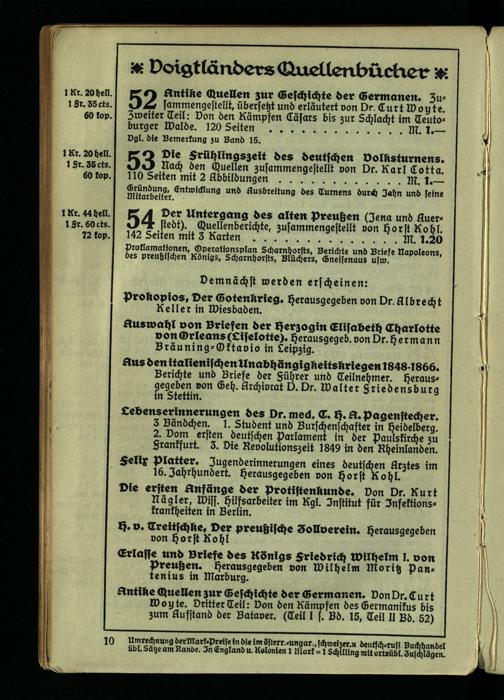 ※ Voigtländers Quellenbücher ※
1 Kr. 20 hell.
1 Fr. 35 cts.
60 kop.
52 Antike Quellen zur Geschichte der Germanen. Zu-
sammengestellt, übersetzt und erläutert von Dr. Curt Woyte.
Zweiter Teil: Von den Kämpfen Cäsars bis zur Schlacht im Teuto-
burger Walde. 120 Seiten . . . . . . . . . . . . M. 1.—
Vgl. die Bemerkung zu Band 15.
1 Kr. 20 hell.
1 Fr. 35 cts.
60 kop.
53 Die Frühlingszeit des deutschen Volksturnens.
Nach den Quellen zusammengestellt von Dr. Karl Cotta.
110 Seiten mit 2 Abbildungen . . . . . . . . . . M. 1.—
Gründung, Entwicklung und Ausbreitung des Turnens durch Jahn und seine
Mitarbeiter.
1 Kr. 44 hell.
1 Fr. 60 cts.
72 kop.
54 Der Untergang des alten Preußen (Jena und Auer-
stedt). Quellenberichte, zusammengestellt von Horst Kohl.
142 Seiten mit 3 Karten . . . . . . . . . . . . M. 1.20
Proklamationen, Operationsplan Scharnhorsts, Berichte und Briefe Napoleons,
des preußischen Königs, Scharnhorsts, Blüchers, Gneisenaus usw.
Demnächst werden erscheinen:
Prokopios, Der Gotenkrieg. Herausgegeben von Dr. Albrecht
Keller in Wiesbaden.
Auswahl von Briefen der Herzogin Elisabeth Charlotte
von Orleans (Liselotte). Herausgegeb. von Dr. Hermann
Bräuning-Oktavio in Leipzig.
Aus den italienischen Unabhängigkeitskriegen 1848-1866.
Berichte und Briefe der Führer und Teilnehmer. Heraus-
gegeben von Geh. Archivrat D. Dr. Walter Friedensburg
in Stettin.
Lebenserinnerungen des Dr. med. C. H. A. Pagenstecher.
3 Bändchen. 1. Student und Burschenschafter in Heidelberg.
2. Vom ersten deutschen Parlament in der Paulskirche zu
Frankfurt. 3. Die Revolutionszeit 1849 in den Rheinlanden.
Felix Platter. Jugenderinnerungen eines deutschen Arztes im
16. Jahrhundert. Herausgegeben von Horst Kohl.
Die ersten Anfänge der Protistenkunde. Von Dr. Kurt
Nägler, Wiss. Hilfsarbeiter im Kgl. Institut für Infektions-
krankheiten in Berlin.
H. v. Treitschke, Der preußische Zollverein. Herausgegeben
von Horst Kohl
Erlasse und Briefe des Königs Friedrich Wilhelm I. von
Preußen. Herausgegeben von Wilhelm Moritz Pan-
tenius in Marburg.
Antike Quellen zur Geschichte der Germanen. Von Dr. Curt
Woyte. Dritter Teil: Von den Kämpfen des Germanikus bis
zum Aufstand der Bataver. (Teil I s. Bd. 15, Teil II Bd. 52)
10 Umrechnung der Mark-Preise in die im österr.-ungar., schweizer. u deutsch-russ. Buchhandel
übl. Sätze am Rande. In England u. Kolonien 1 Mark = 1 Schilling mit ortsübl. Zuschlägen.